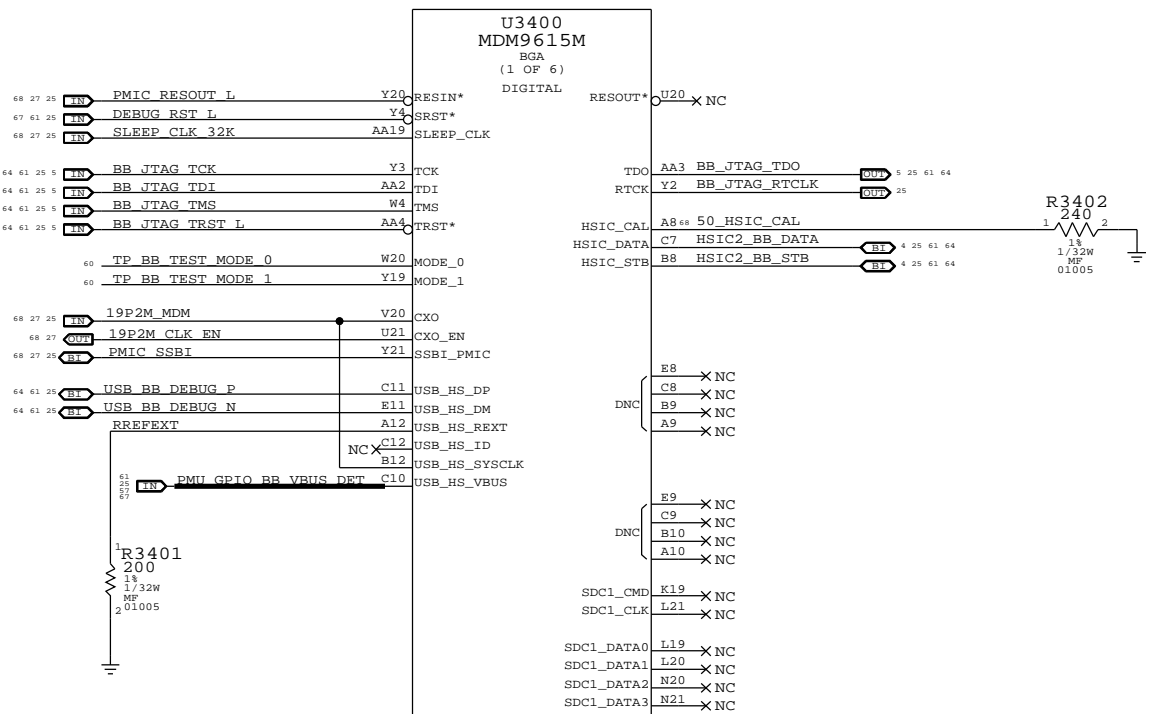 U3400
MDM9615M
BGA
(1 OF 6)
DIGITAL
68 27 25 IN PMIC_RESOUT_L Y20 RESIN*
67 61 25 IN DEBUG_RST_L Y4 SRST*
68 27 25 IN SLEEP_CLK_32K AA19 SLEEP_CLK
64 61 25 5 IN BB_JTAG_TCK Y3 TCK
64 61 25 5 IN BB_JTAG_TDI AA2 TDI
64 61 25 5 IN BB_JTAG_TMS W4 TMS
64 61 25 5 IN BB_JTAG_TRST_L AA4 TRST*
60 TP_BB_TEST_MODE_0 W20 MODE_0
60 TP_BB_TEST_MODE_1 Y19 MODE_1
68 27 25 IN 19P2M_MDM V20 CXO
68 27 OUT 19P2M_CLK_EN U21 CXO_EN
68 27 25 BI PMIC_SSBI Y21 SSBI_PMIC
64 61 25 BI USB_BB_DEBUG_P C11 USB_HS_DP
64 61 25 BI USB_BB_DEBUG_N E11 USB_HS_DM
RREFEXT A12 USB_HS_REXT
NC C12 USB_HS_ID
B12 USB_HS_SYSCLK
61
25
57
67
IN PMU_GPIO_BB_VBUS_DET C10 USB_HS_VBUS
1
R3401
200
1%
1/32W
MF
01005
2
RESOUT* U20 NC
TDO AA3 BB_JTAG_TDO OUT 5 25 61 64
RTCK Y2 BB_JTAG_RTCLK OUT 25
HSIC_CAL A8 68 50_HSIC_CAL
HSIC_DATA C7 HSIC2_BB_DATA BI 4 25 61 64
HSIC_STB B8 HSIC2_BB_STB BI 4 25 61 64
R3402
240
1 2
1%
1/32W
MF
01005
E8 NC
C8 NC
DNC
B9 NC
A9 NC
E9 NC
C9 NC
DNC
B10 NC
A10 NC
SDC1_CMD K19 NC
SDC1_CLK L21 NC
SDC1_DATA0 L19 NC
SDC1_DATA1 L20 NC
SDC1_DATA2 N20 NC
SDC1_DATA3 N21 NC